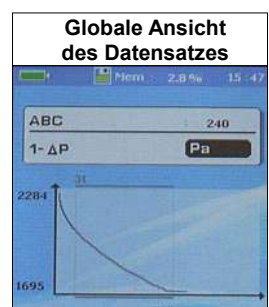 Globale Ansicht
des Datensatzes
Mem 2.8 % 15:47
ABC 240
1- ΔP Pa
31
2284
1695